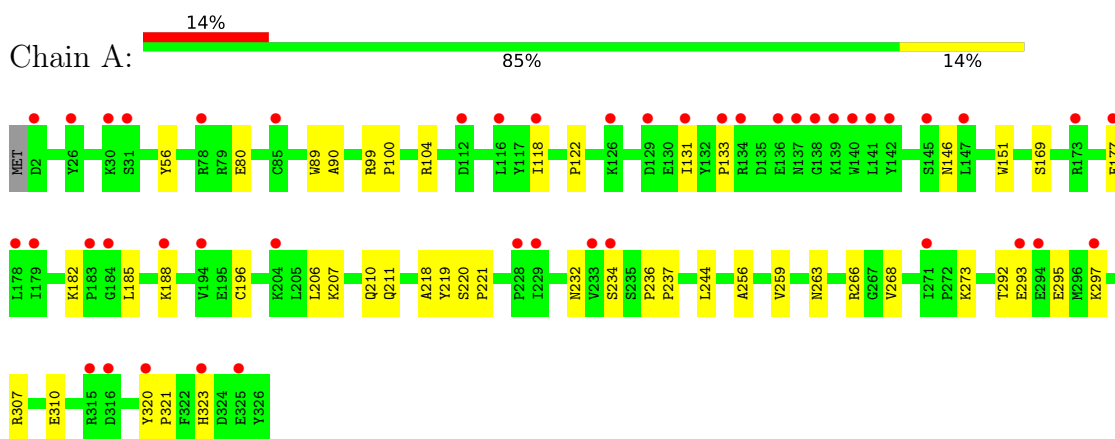 14%
Chain A:
85% 14%
MET D2 Y26 K30 S31 Y56 R78 R79 E80 C85 W89 A90 R99 P100 R104 D112 L116 Y117 I118 P122 K126 D129 E130 I131 Y132 P133 R134 D135 E136 N137 G138 K139 W140 L141 Y142 S145 N146 L147 W151 S169 R173 E177
L178 I179 K182 P183 G184 L185 K188 V194 E195 C196 K204 L205 L206 K207 Q210 Q211 A218 Y219 S220 P221 P228 I229 N232 V233 S234 S235 P236 P237 L244 A256 V259 N263 R266 G267 V268 I271 P272 K273 T292 E293 E294 E295 M296 K297
R307 E310 R315 D316 Y320 P321 F322 H323 D324 E325 Y326